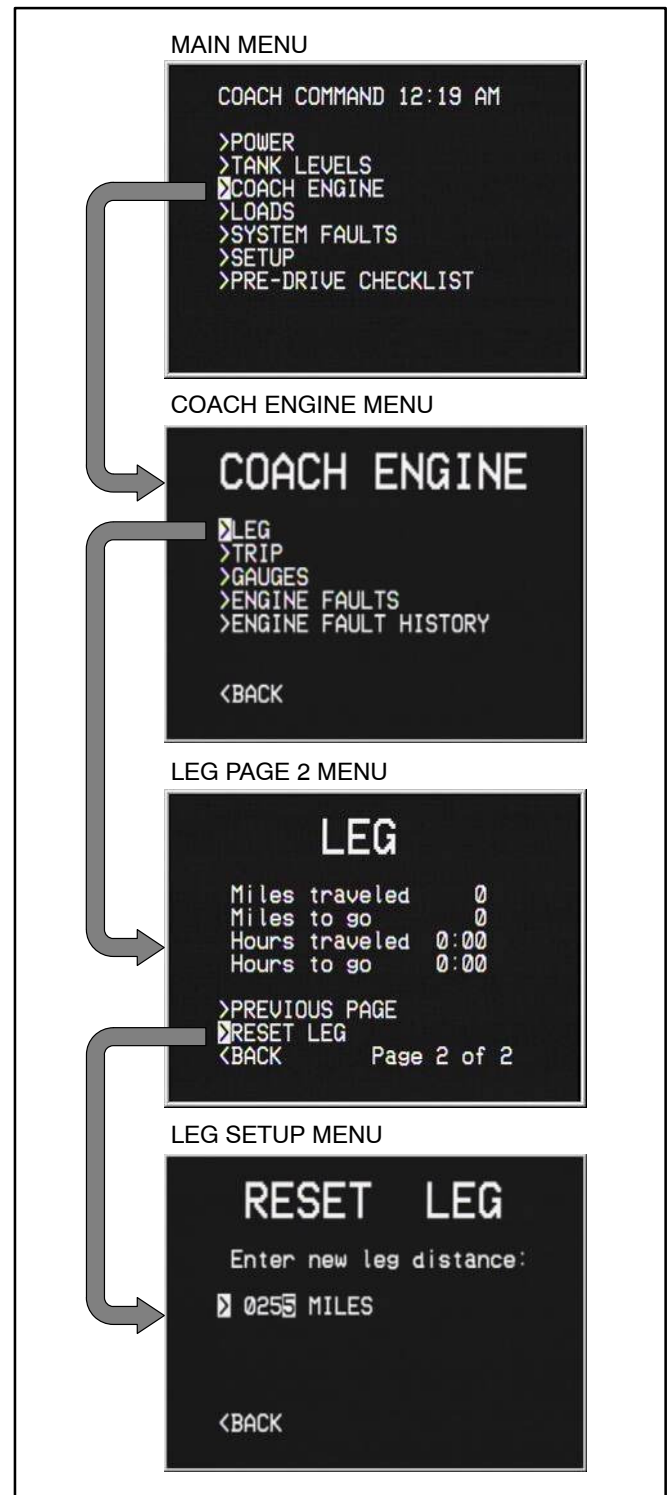 MAIN MENU
COACH COMMAND 12:19 AM
>POWER
>TANK LEVELS
>COACH ENGINE
>LOADS
>SYSTEM FAULTS
>SETUP
>PRE-DRIVE CHECKLIST
COACH ENGINE MENU
COACH ENGINE
>LEG
>TRIP
>GAUGES
>ENGINE FAULTS
>ENGINE FAULT HISTORY
<BACK
LEG PAGE 2 MENU
LEG
Miles traveled 0
Miles to go 0
Hours traveled 0:00
Hours to go 0:00
>PREVIOUS PAGE
>RESET LEG
<BACK Page 2 of 2
LEG SETUP MENU
RESET LEG
Enter new leg distance:
> 0255 MILES
<BACK